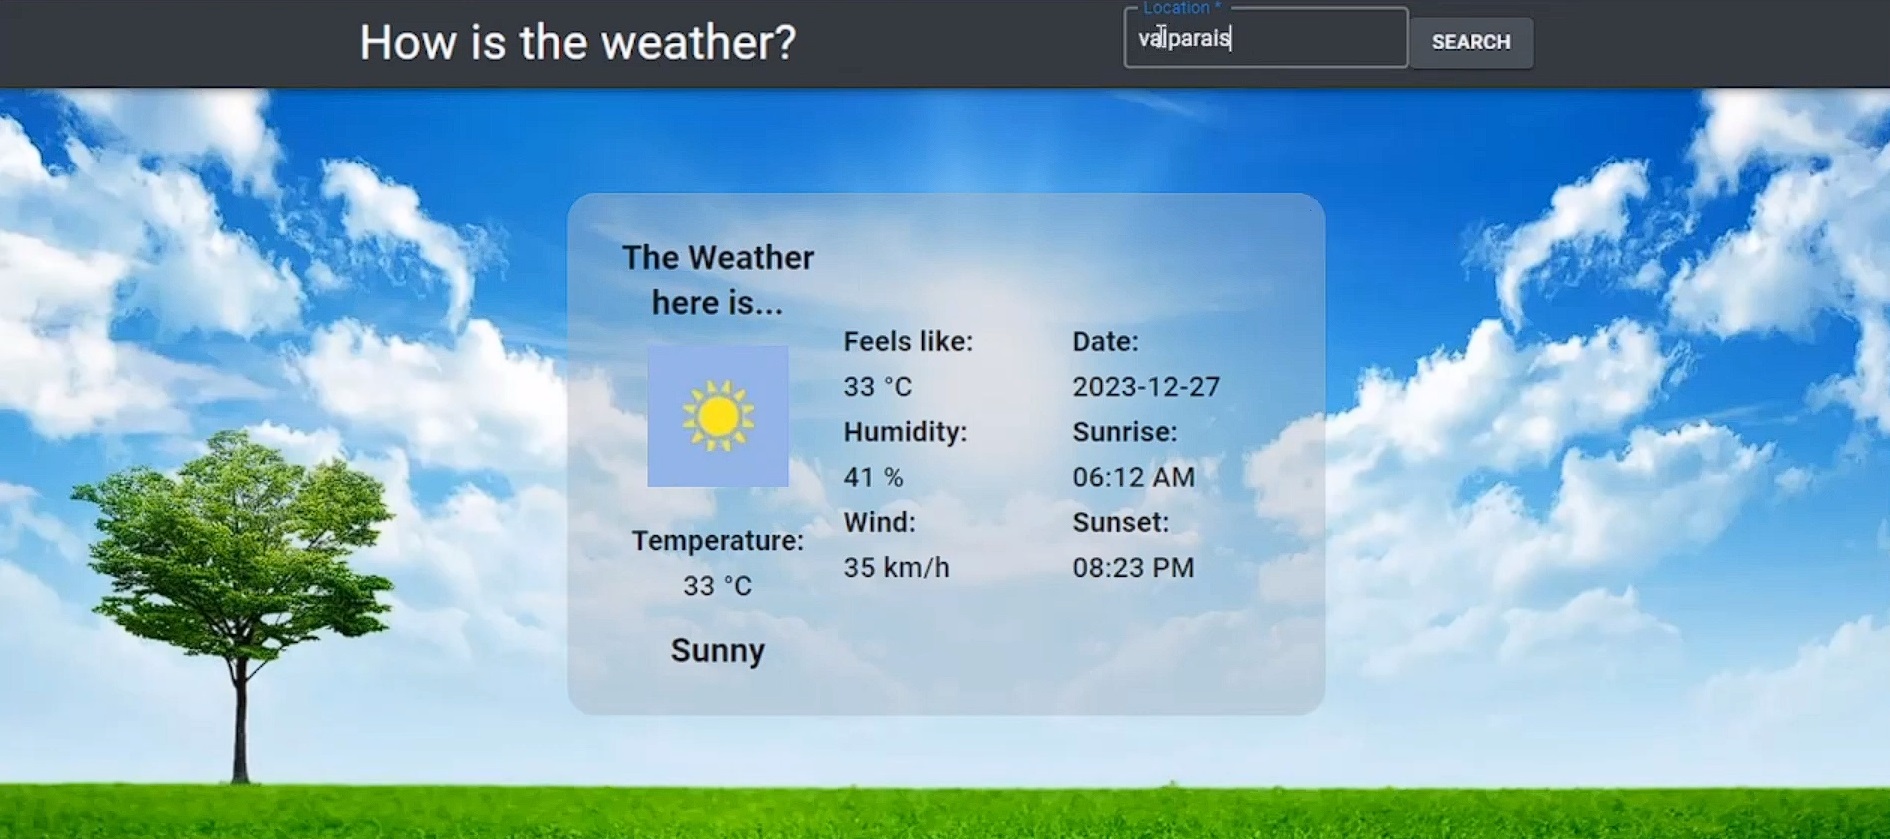 How is the weather?
Location *
valparais
SEARCH
The Weather
here is...
Temperature:
33 °C
Sunny
Feels like:
33 °C
Humidity:
41 %
Wind:
35 km/h
Date:
2023-12-27
Sunrise:
06:12 AM
Sunset:
08:23 PM